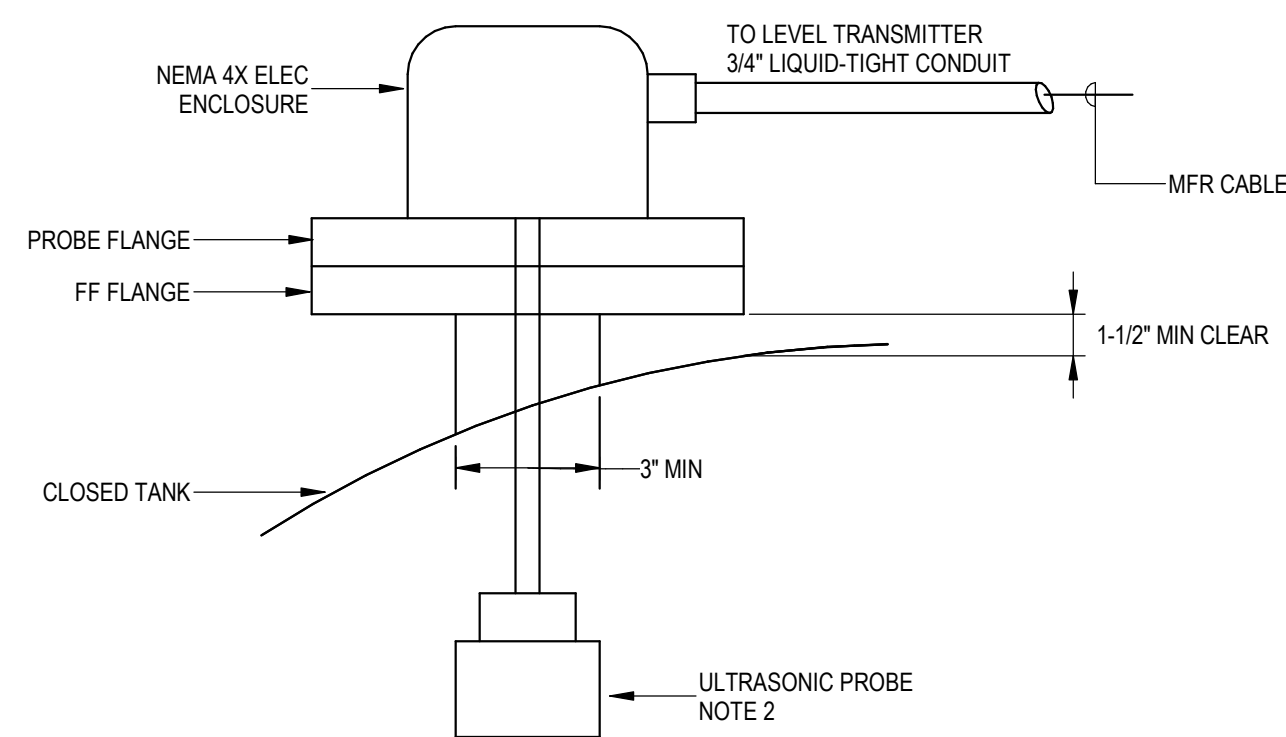 TO LEVEL TRANSMITTER
3/4" LIQUID-TIGHT CONDUIT
NEMA 4X ELEC
ENCLOSURE
MFR CABLE
PROBE FLANGE
FF FLANGE
1-1/2" MIN CLEAR
3" MIN
CLOSED TANK
ULTRASONIC PROBE
NOTE 2